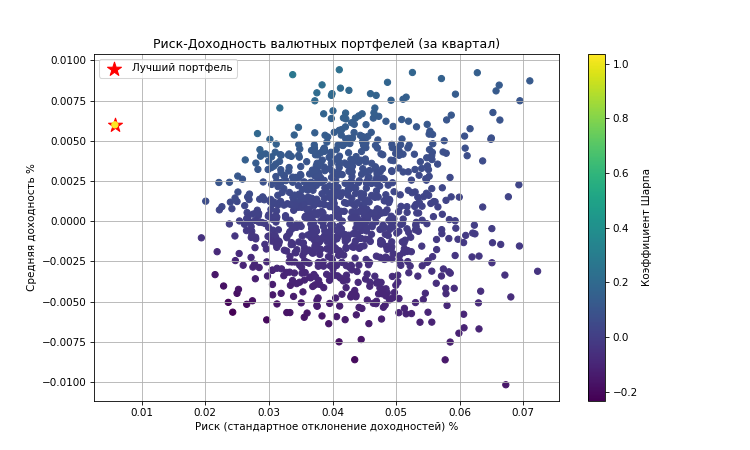 Риск-Доходность валютных портфелей (за квартал)
Лучший портфель
Средняя доходность %
0.0100
0.0075
0.0050
0.0025
0.0000
−0.0025
−0.0050
−0.0075
−0.0100
0.01 0.02 0.03 0.04 0.05 0.06 0.07
Риск (стандартное отклонение доходностей) %
1.0
0.8
0.6
0.4
0.2
0.0
−0.2
Коэффициент Шарпа